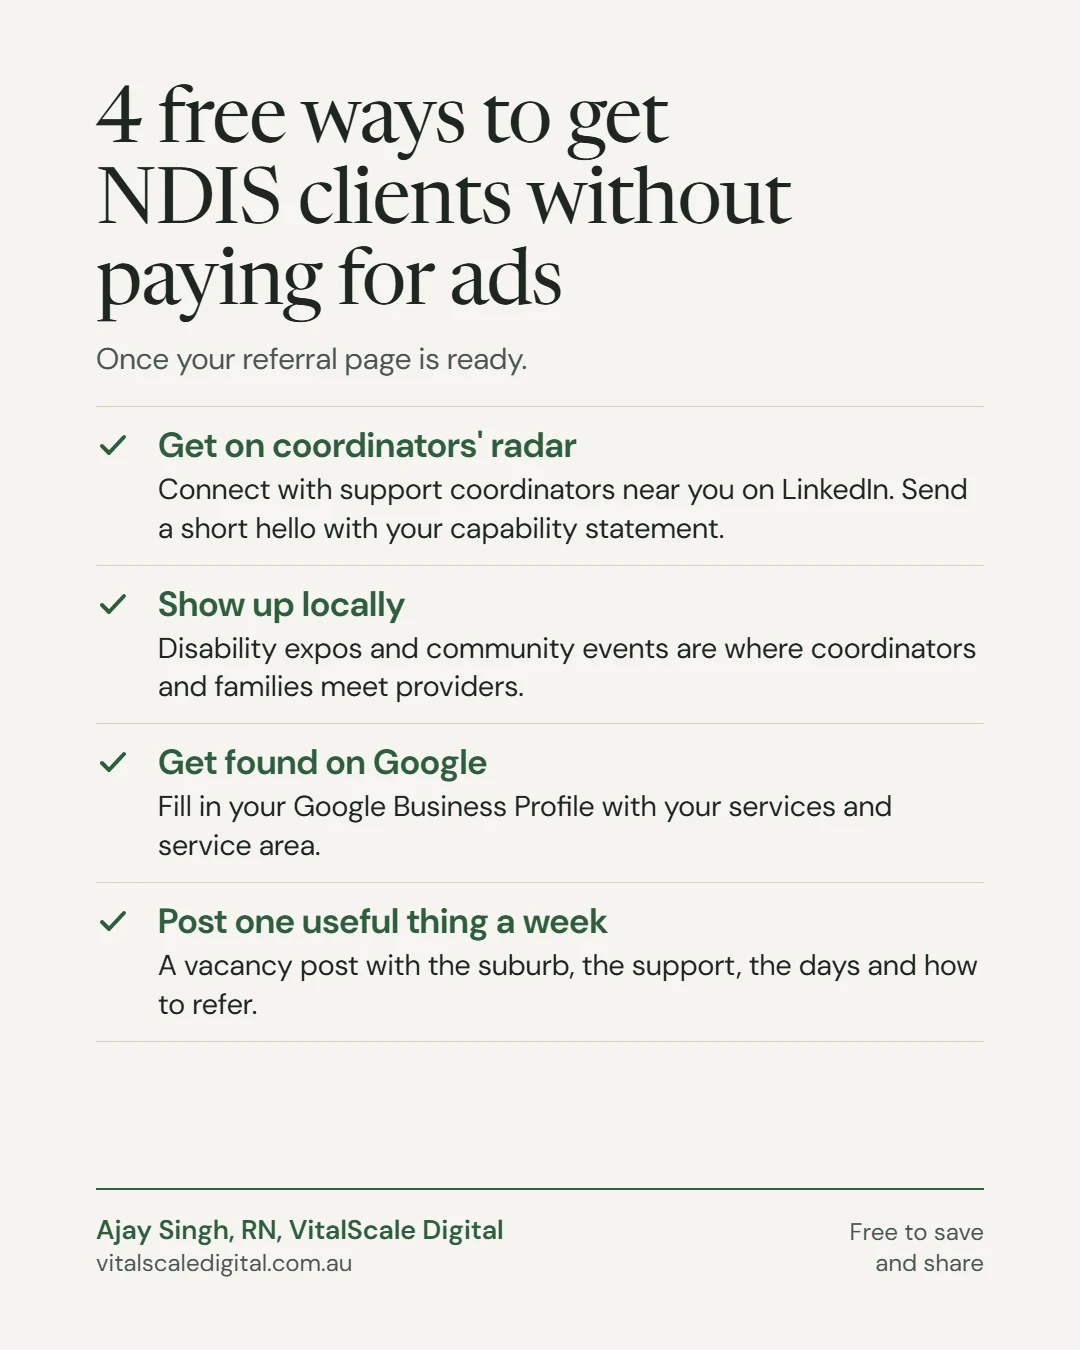 4 free ways to get
NDIS clients without
paying for ads
Once your referral page is ready.
Get on coordinators' radar
Connect with support coordinators near you on LinkedIn. Send
a short hello with your capability statement.
Show up locally
Disability expos and community events are where coordinators
and families meet providers.
Get found on Google
Fill in your Google Business Profile with your services and
service area.
Post one useful thing a week
A vacancy post with the suburb, the support, the days and how
to refer.
Ajay Singh, RN, VitalScale Digital
vitalscaledigital.com.au
Free to save
and share